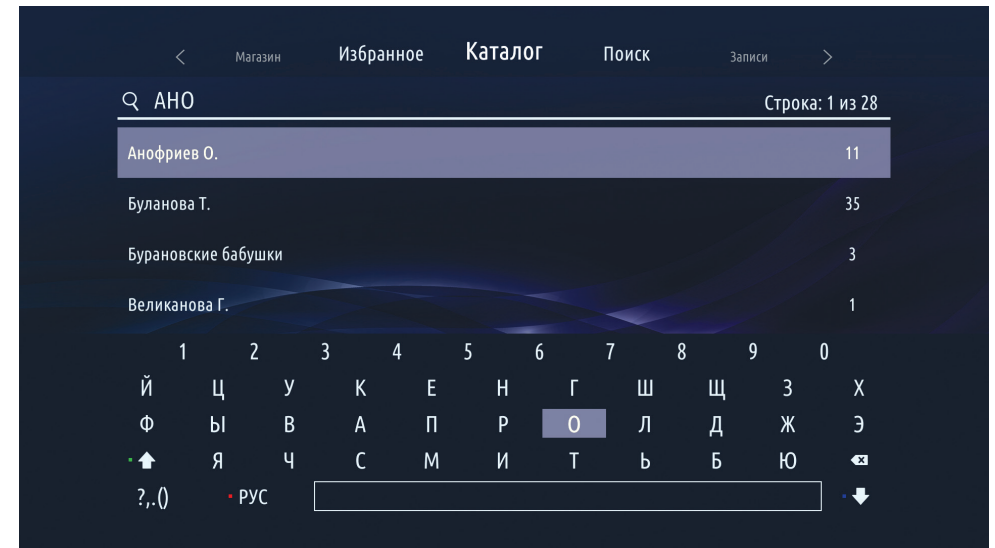 Магазин Избранное Каталог Поиск Записи
АНО Строка: 1 из 28
Анофриев О. 11
Буланова Т. 35
Бурановские бабушки 3
Великанова Г. 1
1 2 3 4 5 6 7 8 9 0
Й Ц У К Е Н Г Ш Щ З Х
Ф Ы В А П Р О Л Д Ж Э
Я Ч С М И Т Ь Б Ю
?,.() РУС